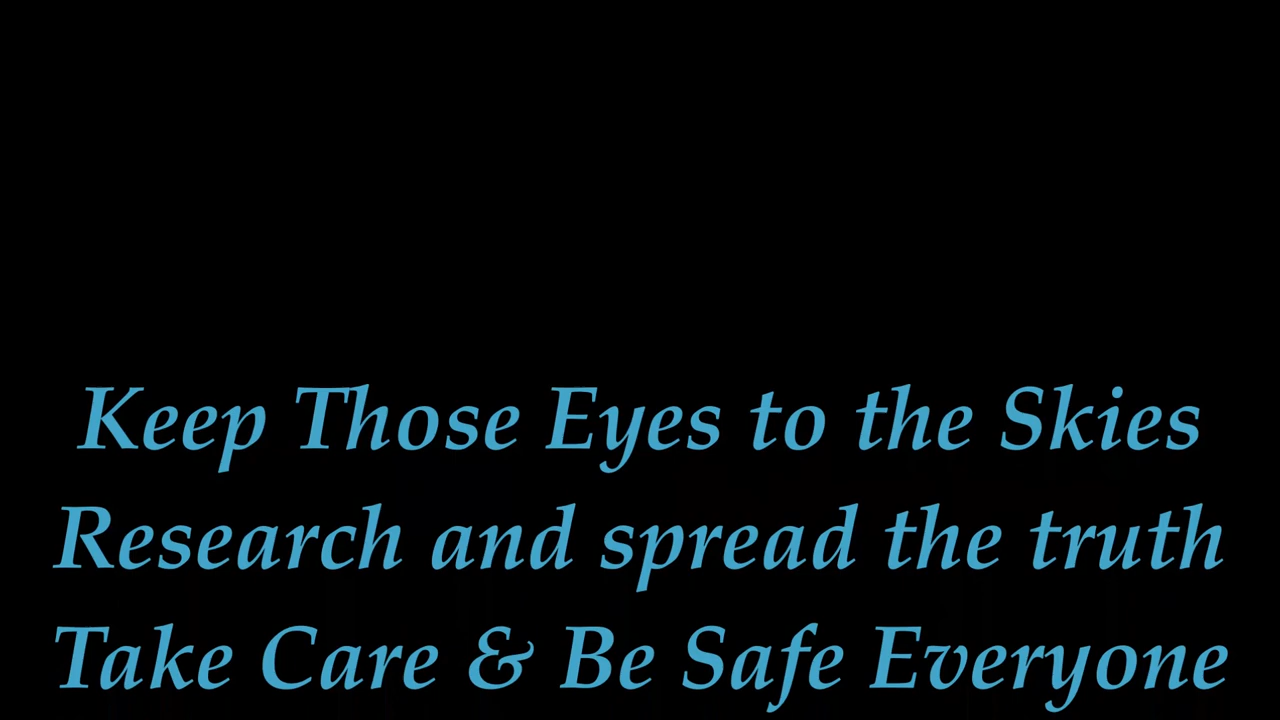 Keep Those Eyes to the Skies
Research and spread the truth
Take Care & Be Safe Everyone